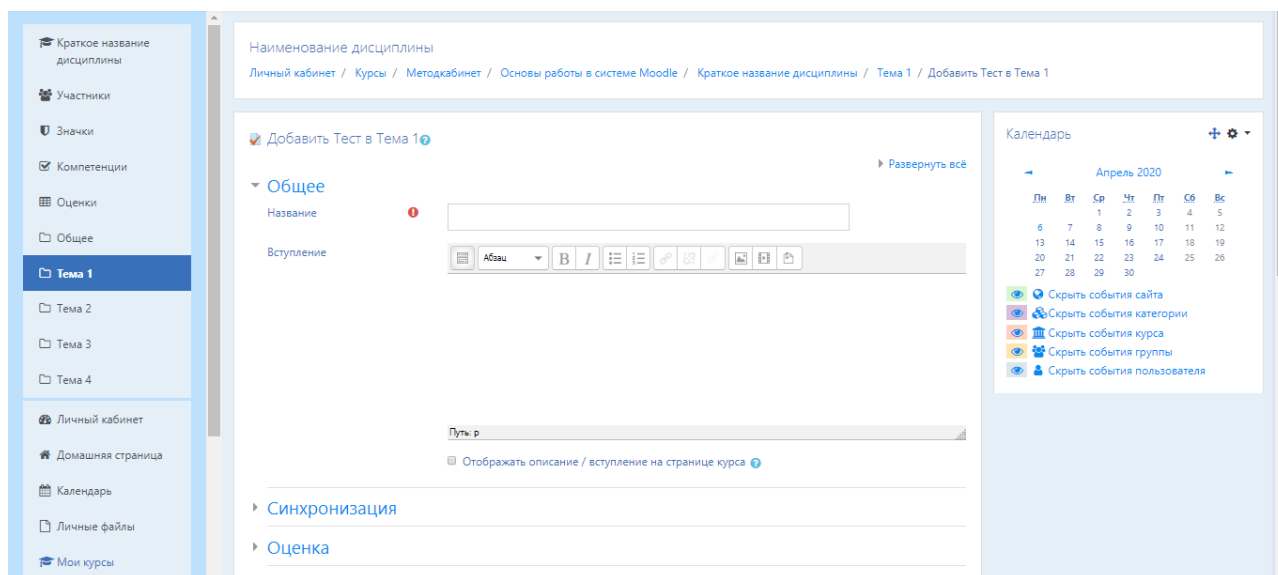 Краткое название
дисциплины
Участники
Значки
Компетенции
Оценки
Общее
Тема 1
Тема 2
Тема 3
Тема 4
Личный кабинет
Домашняя страница
Календарь
Личные файлы
Мои курсы
Наименование дисциплины
Личный кабинет / Курсы / Методкабинет / Основы работы в системе Moodle / Краткое название дисциплины / Тема 1 / Добавить Тест в Тема 1
Добавить Тест в Тема 1
Развернуть всё
Общее
Название
Вступление
Абзац B I
Путь: p
Отображать описание / вступление на странице курса
Синхронизация
Оценка
Календарь
Апрель 2020
Пн Вт Ср Чт Пт Сб Вс
1 2 3 4 5
6 7 8 9 10 11 12
13 14 15 16 17 18 19
20 21 22 23 24 25 26
27 28 29 30
Скрыть события сайта
Скрыть события категории
Скрыть события курса
Скрыть события группы
Скрыть события пользователя